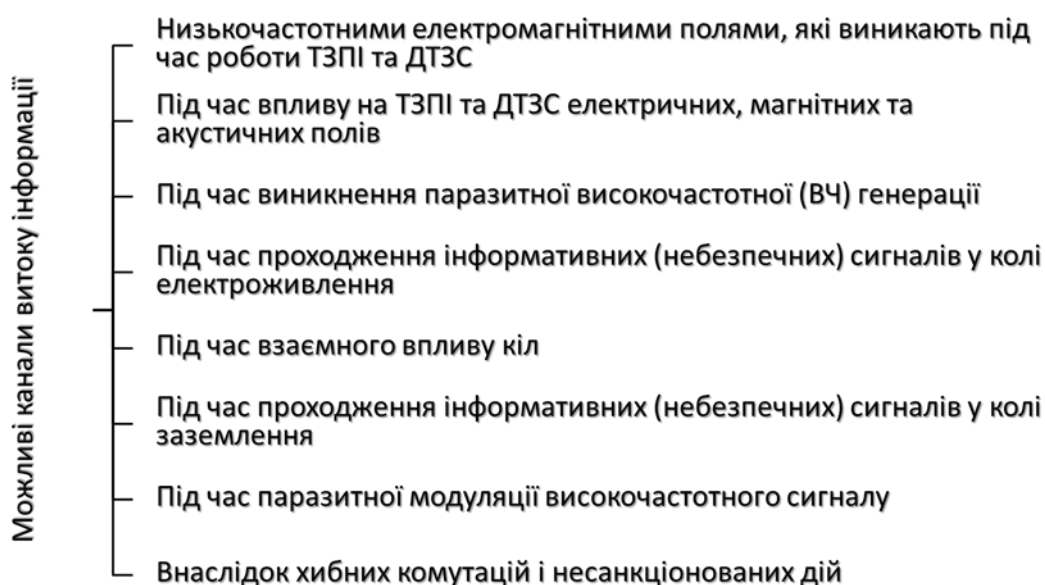 Можливі канали витоку інформації
Низькочастотними електромагнітними полями, які виникають під
час роботи ТЗПІ та ДТЗС
Під час впливу на ТЗПІ та ДТЗС електричних, магнітних та
акустичних полів
Під час виникнення паразитної високочастотної (ВЧ) генерації
Під час проходження інформативних (небезпечних) сигналів у колі
електроживлення
Під час взаємного впливу кіл
Під час проходження інформативних (небезпечних) сигналів у колі
заземлення
Під час паразитної модуляції високочастотного сигналу
Внаслідок хибних комутацій і несанкціонованих дій